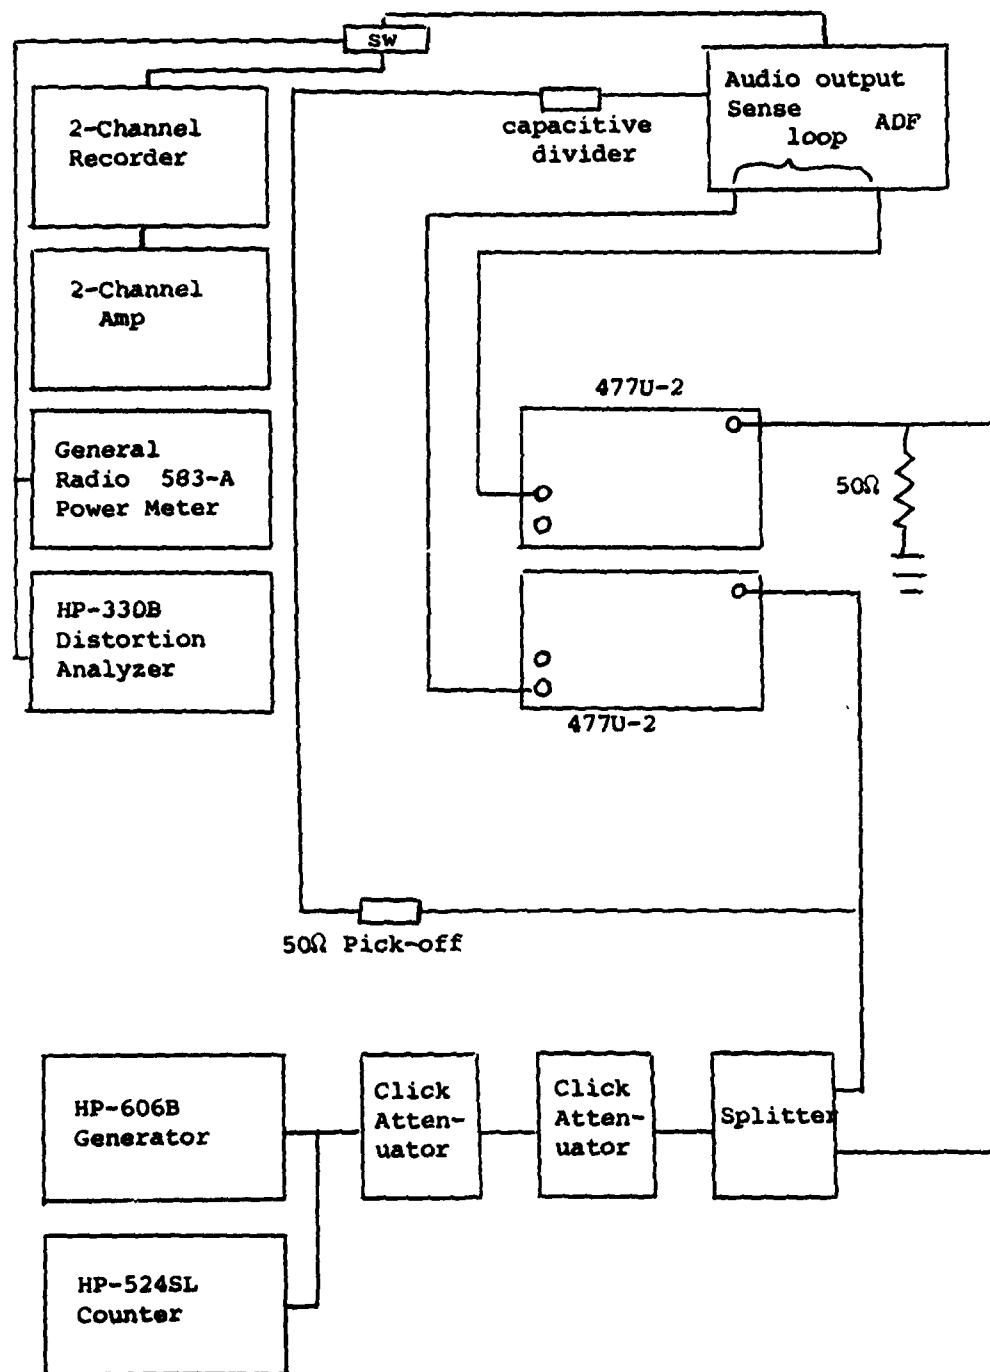 SW
2-Channel
Recorder
Audio output
Sense
loop
ADF
capacitive
divider
2-Channel
Amp
General
Radio 583-A
Power Meter
HP-330B
Distortion
Analyzer
477U-2
50Ω
477U-2
50Ω Pick-off
HP-606B
Generator
Click
Atten-
uator
Click
Atten-
uator
Splitter
HP-524SL
Counter